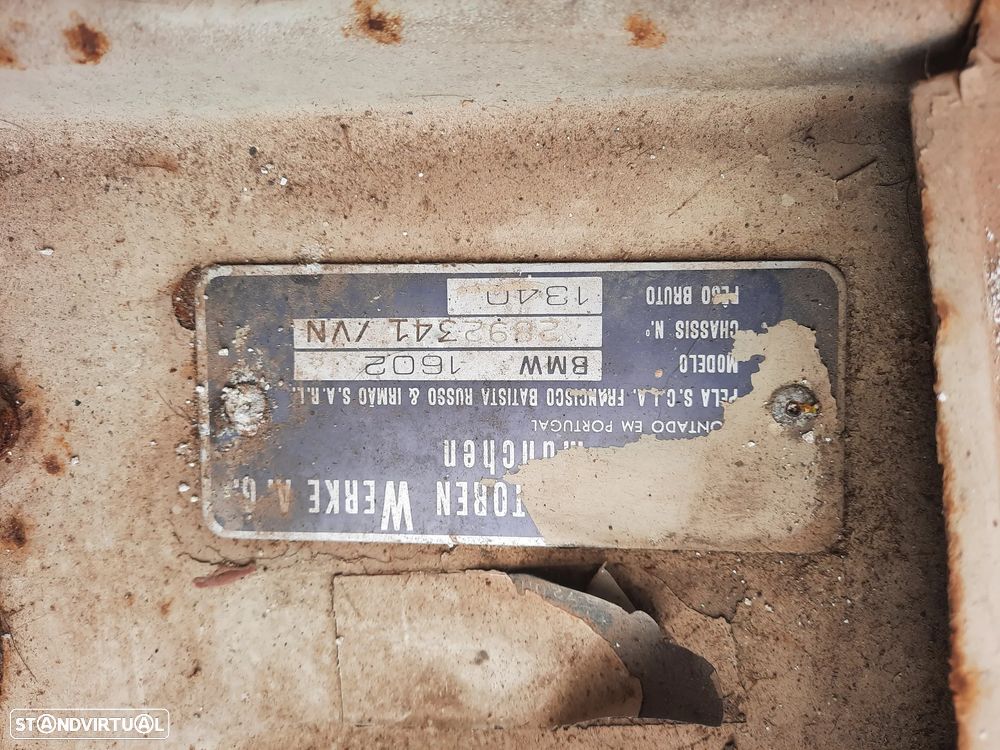 TOREN WERKE A. G.
München
ONTADO EM PORTUGAL
PELA S.C.I.A. FRANCISCO BATISTA RUSSO & IRMÃO S.A.R.L.
MODELO BMW 1602
CHASSIS N.º 2892341 /VN
PESO BRUTO 1340
STANDVIRTUAL